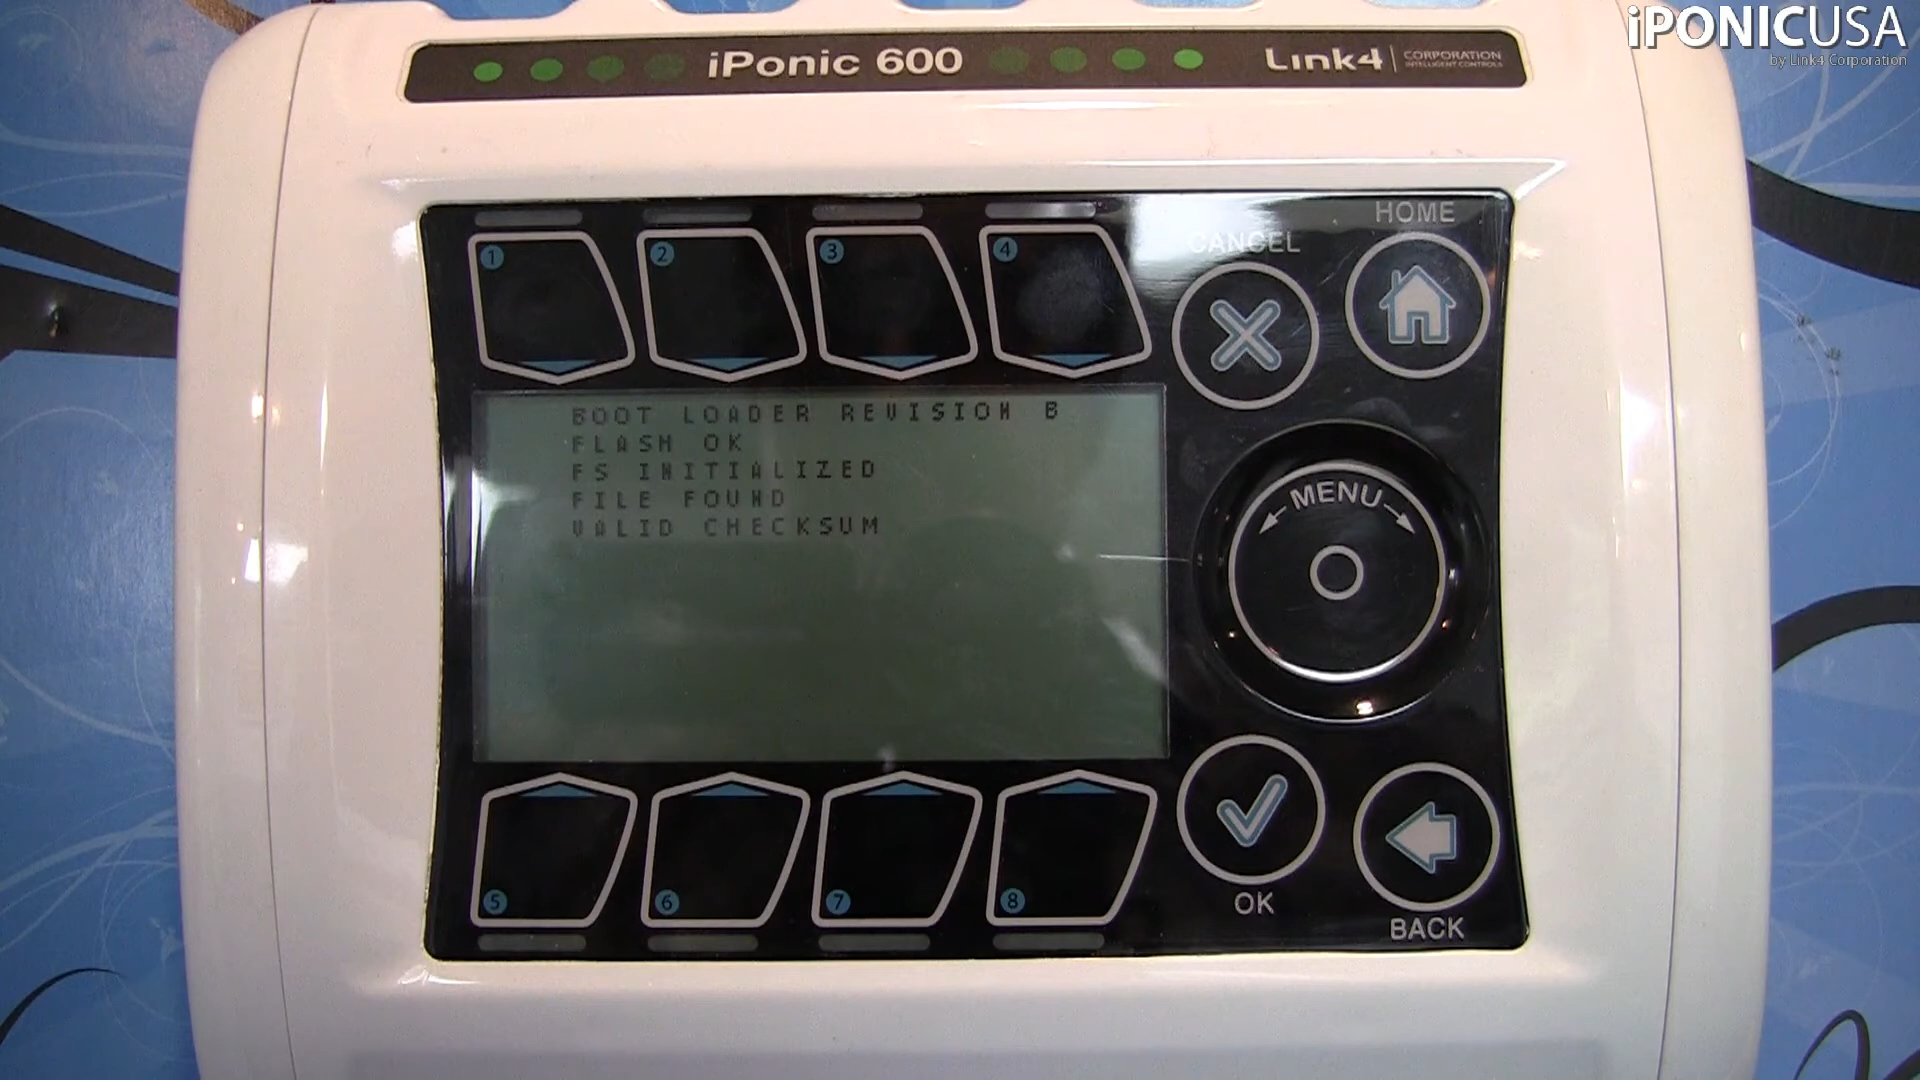 iPONICUSA
by Link4 Corporation
iPonic 600
Link4 CORPORATION
INTELLIGENT CONTROLS
HOME
CANCEL
1 2 3 4
BOOT LOADER REVISION B
FLASH OK
FS INITIALIZED
FILE FOUND
VALID CHECKSUM
MENU
5 6 7 8
OK
BACK